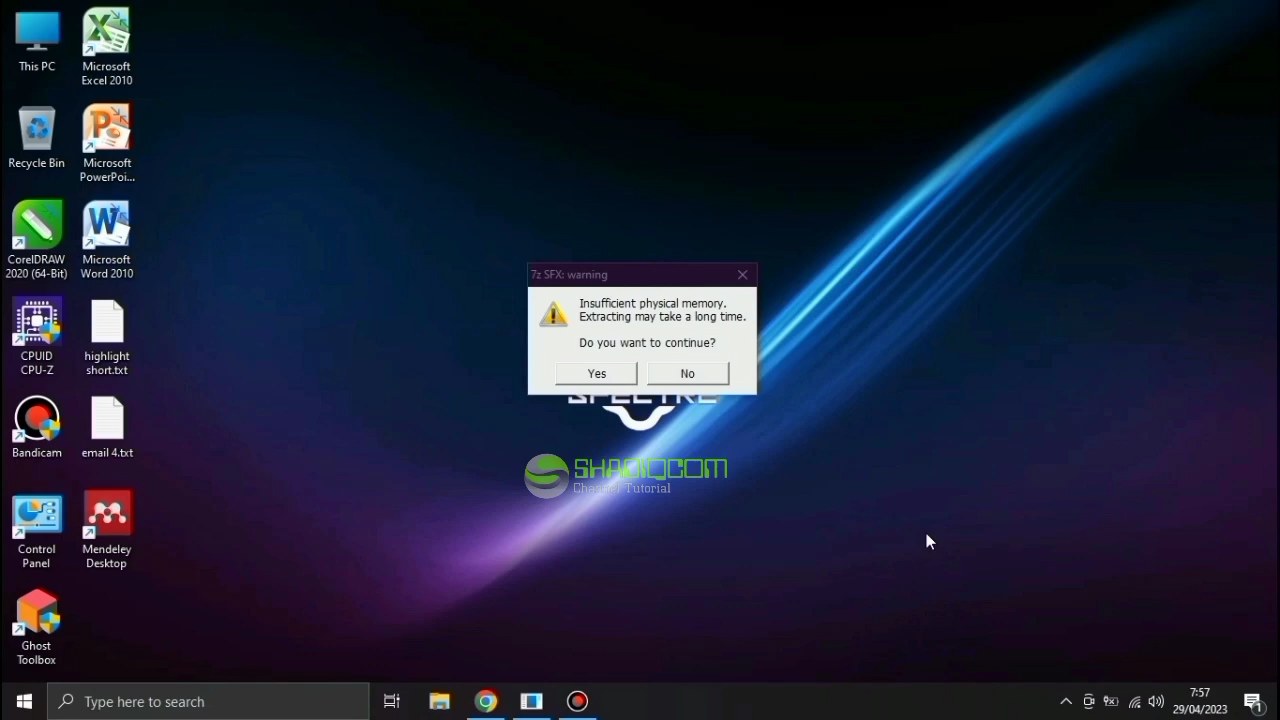 This PC
Microsoft
Excel 2010
Recycle Bin
Microsoft
PowerPoi...
CorelDRAW
2020 (64-Bit)
Microsoft
Word 2010
CPUID
CPU-Z
highlight
short.txt
Bandicam
email 4.txt
Control
Panel
Mendeley
Desktop
Ghost
Toolbox
7z SFX: warning
Insufficient physical memory.
Extracting may take a long time.
Do you want to continue?
Yes
No
SPECTRE
SHADIQCOM
Channel Tutorial
Type here to search
7:57
29/04/2023
1